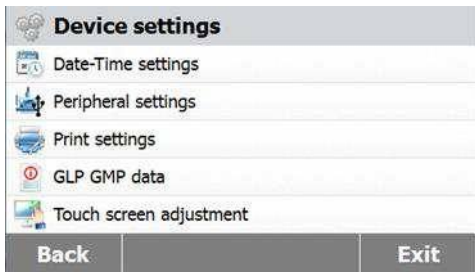 Device settings
Date-Time settings
Peripheral settings
Print settings
GLP GMP data
Touch screen adjustment
Back Exit